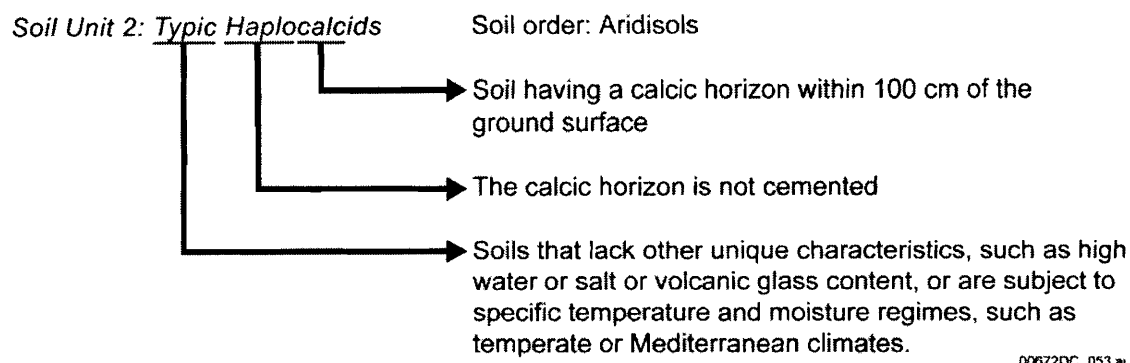 Soil Unit 2: Typic Haplocalcids Soil order: Aridisols
Soil having a calcic horizon within 100 cm of the
ground surface
The calcic horizon is not cemented
Soils that lack other unique characteristics, such as high
water or salt or volcanic glass content, or are subject to
specific temperature and moisture regimes, such as
temperate or Mediterranean climates.
00672DC_053